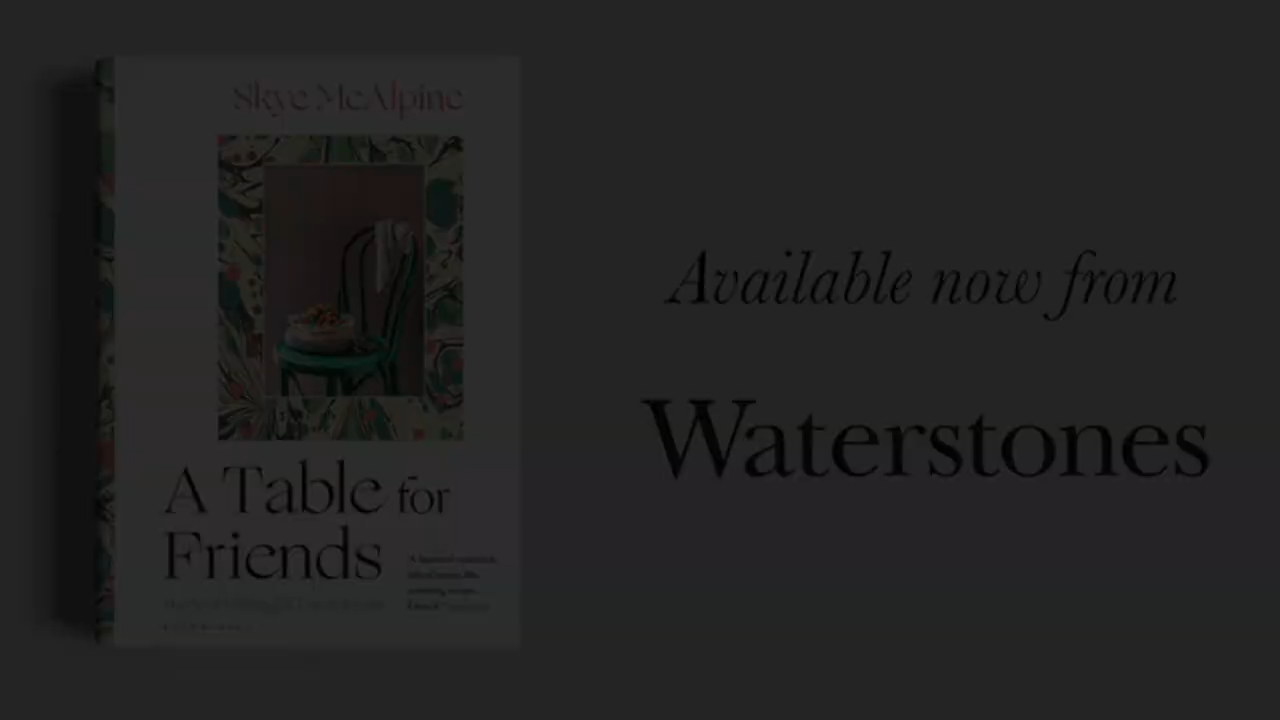 Skye McAlpine
A Table for
Friends
Available now from
Waterstones